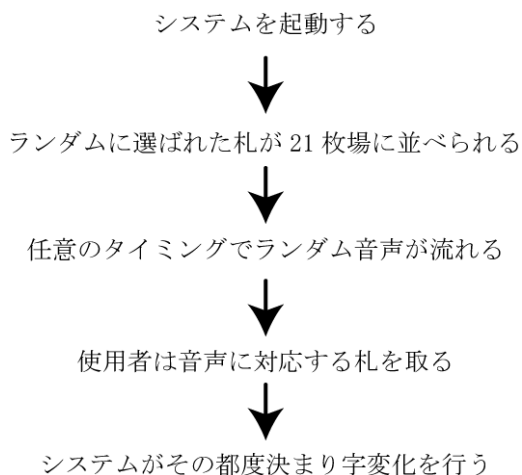 システムを起動する
ランダムに選ばれた札が 21 枚場に並べられる
任意のタイミングでランダム音声が流れる
使用者は音声に対応する札を取る
システムがその都度決まり字変化を行う